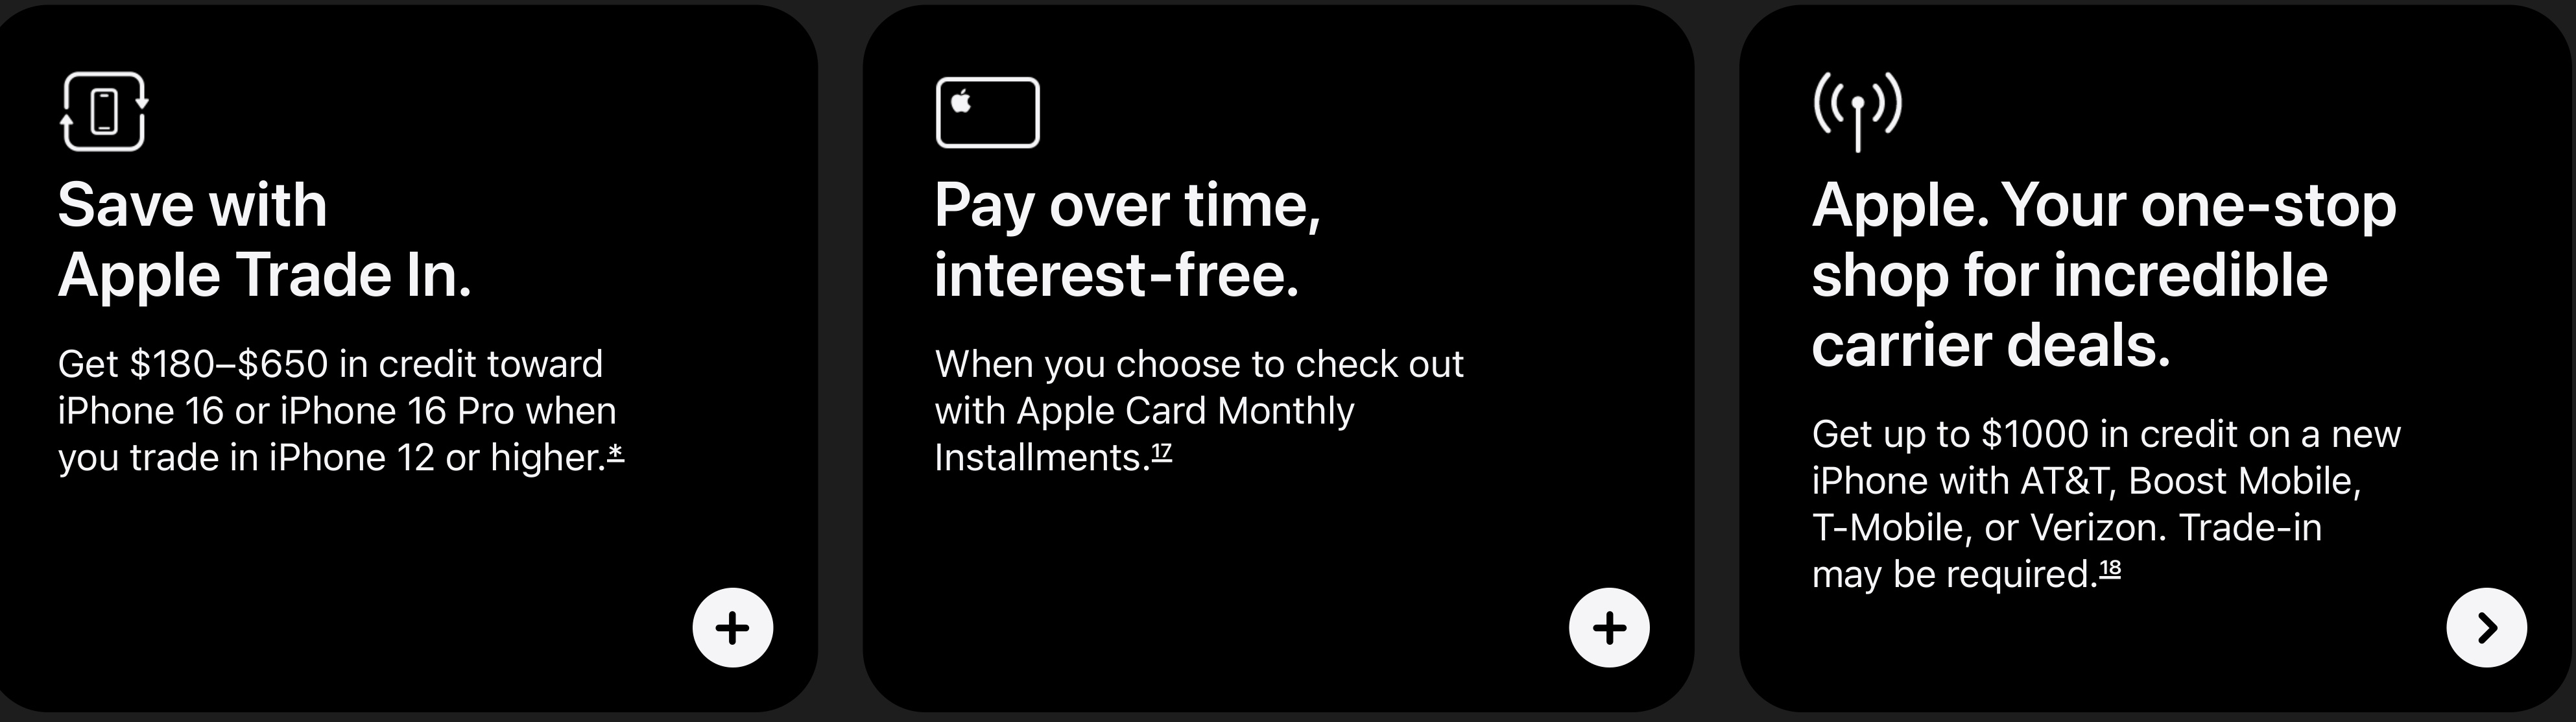 Save with
Apple Trade In.
Get $180–$650 in credit toward
iPhone 16 or iPhone 16 Pro when
you trade in iPhone 12 or higher.*
Pay over time,
interest-free.
When you choose to check out
with Apple Card Monthly
Installments.17
Apple. Your one-stop
shop for incredible
carrier deals.
Get up to $1000 in credit on a new
iPhone with AT&T, Boost Mobile,
T-Mobile, or Verizon. Trade-in
may be required.18